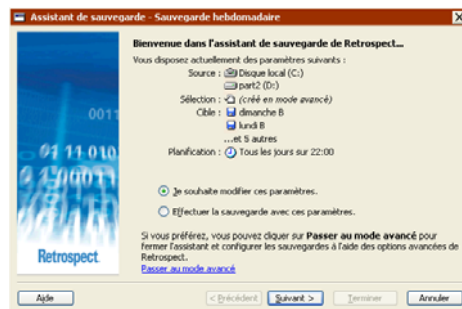 Assistant de sauvegarde - Sauvegarde hebdomadaire
Bienvenue dans l'assistant de sauvegarde de Retrospect...
Vous disposez actuellement des paramètres suivants :
Source : Disque local (C:)
part2 (D:)
Sélection : (créé en mode avancé)
Cible : dimanche B
lundi B
...et 5 autres
Planification : Tous les jours sur 22:00
Je souhaite modifier ces paramètres.
Effectuer la sauvegarde avec ces paramètres.
Si vous préférez, vous pouvez cliquer sur Passer au mode avancé pour
fermer l'assistant et configurer les sauvegardes à l'aide des options avancées de
Retrospect.
Passer au mode avancé
Retrospect
Aide
< Précédent
Suivant >
Terminer
Annuler